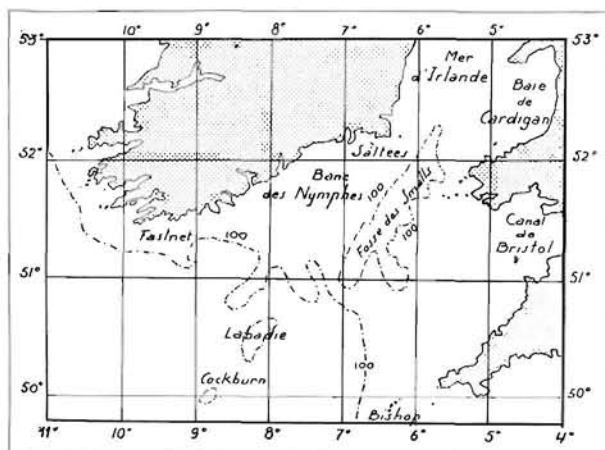 10° 9° 8° 7° 6° 5°
53° 53°
Mer
d'Irlande
Baie
de
Cardigan
Saltees
52° 52°
Banc
des Nymphes
100
Fosse des Smalls
100
Fastnet
100
Canal
de
Bristol
51° 51°
Labadie
Cockburn
100
50° 50°
Bishop
11° 10° 9° 8° 7° 6° 5° 4°